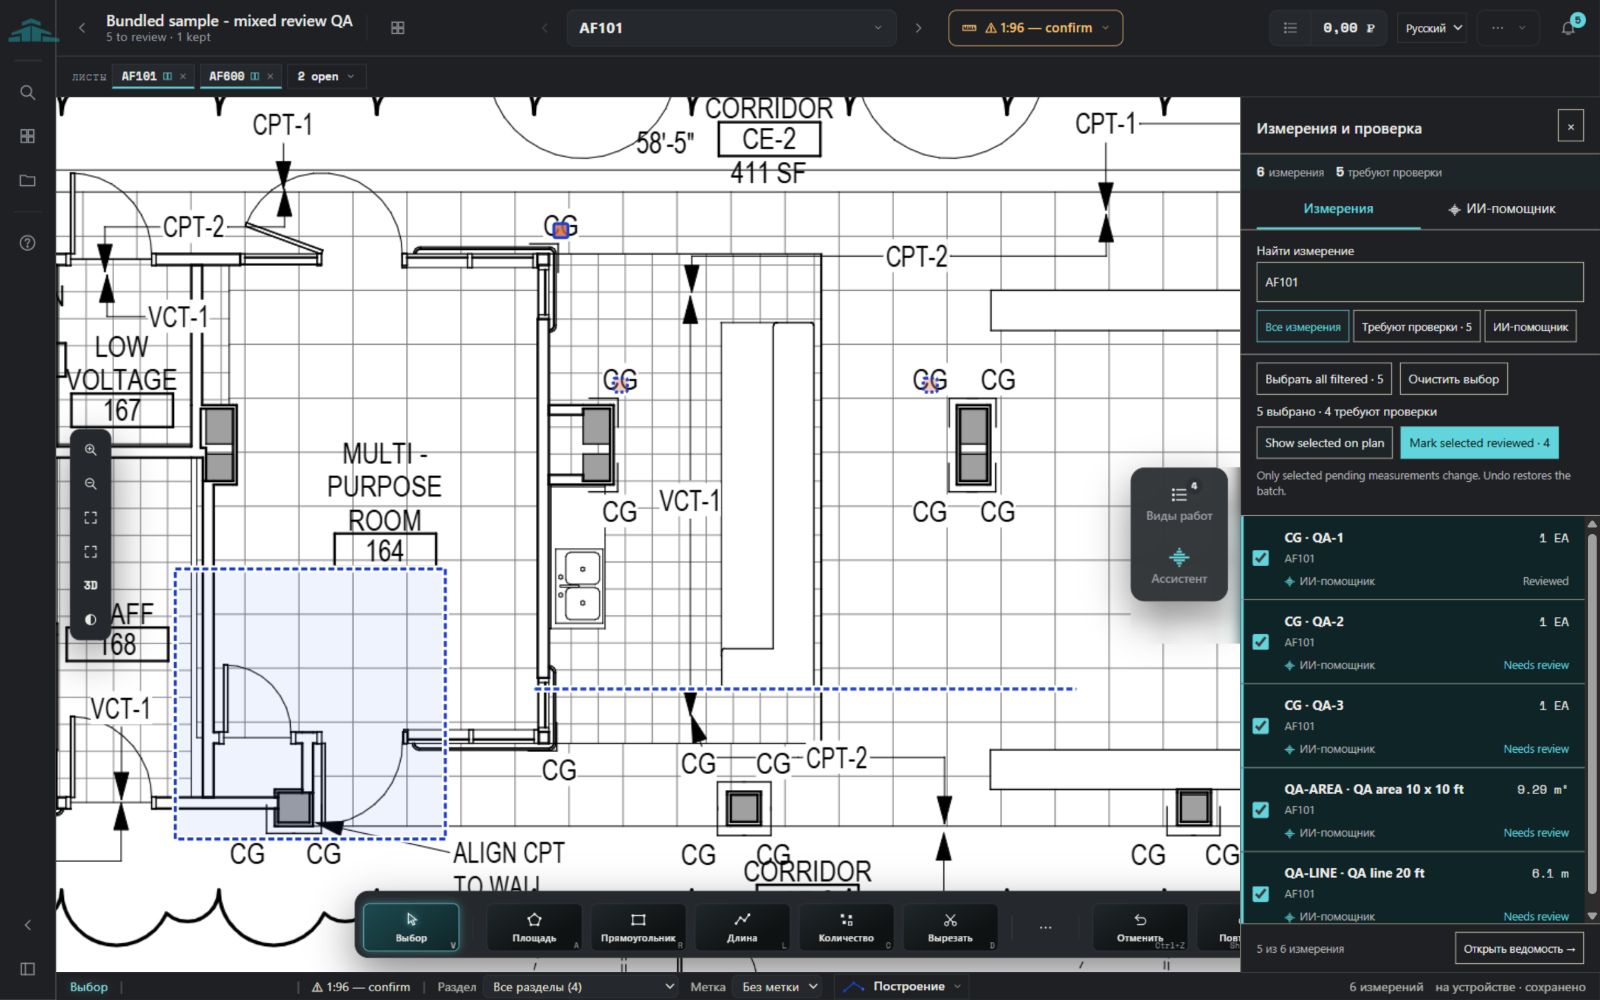 Bundled sample - mixed review QA
5 to review · 1 kept
AF101
⚠ 1:96 — confirm
0,00 ₽
Русский
···
5
ЛИСТЫ
AF101 ×
AF600 ×
2 open
CORRIDOR
CE-2
411 SF
58'-5"
CPT-1
CPT-1
CPT-2
CPT-2
CG
VCT-1
LOW
VOLTAGE
167
CG
CG
CG
MULTI -
PURPOSE
ROOM
164
VCT-1
CG
CG
CG
3D
AFF
168
VCT-1
CG
CG
CG
CPT-2
CG
CG
CG
CG
CG
CG
ALIGN CPT
TO WALL
CORRIDOR
4
Виды работ
Ассистент
Выбор V
Площадь A
Прямоугольник R
Длина L
Количество C
Вырезать D
...
Отменить Ctrl+Z
Измерения и проверка
×
6 измерения 5 требуют проверки
Измерения
ИИ-помощник
Найти измерение
AF101
Все измерения
Требуют проверки · 5
ИИ-помощник
Выбрать all filtered · 5
Очистить выбор
5 выбрано · 4 требуют проверки
Show selected on plan
Mark selected reviewed · 4
Only selected pending measurements change. Undo restores the
batch.
CG · QA-1 1 EA
AF101
ИИ-помощник Reviewed
CG · QA-2 1 EA
AF101
ИИ-помощник Needs review
CG · QA-3 1 EA
AF101
ИИ-помощник Needs review
QA-AREA · QA area 10 x 10 ft 9.29 m²
AF101
ИИ-помощник Needs review
QA-LINE · QA line 20 ft 6.1 m
AF101
ИИ-помощник Needs review
5 из 6 измерения
Открыть ведомость →
Выбор
⚠ 1:96 — confirm
Раздел
Все разделы (4)
Метка
Без метки
Построение
6 измерений
на устройстве · сохранено